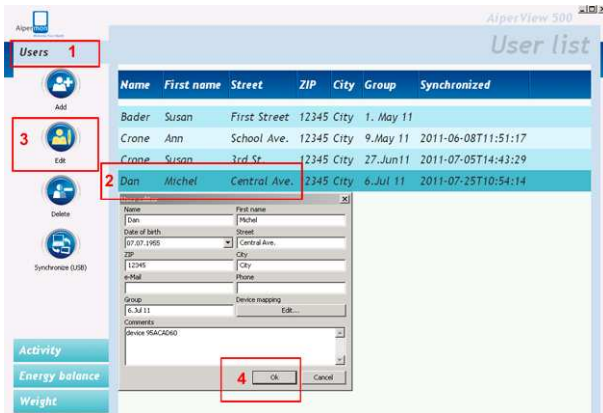 Aipermon
AiperView 500
User list
Users 1
Add
3
Edit
Delete
Synchronize (USB)
Activity
Energy balance
Weight
Name First name Street ZIP City Group Synchronized
Bader Susan First Street 12345 City 1. May 11
Crone Ann School Ave. 12345 City 9.May 11 2011-06-08T11:51:17
Crone Susan 3rd St. 12345 City 27.Jun11 2011-07-05T14:43:29
2 Dan Michel Central Ave. 12345 City 6.Jul 11 2011-07-25T10:54:14
Name First name
Dan Michel
Date of birth Street
07.07.1955 Central Ave.
ZIP City
12345 City
e-Mail Phone
Group Device mapping
6.Jul 11 Edit...
Comments
device 95ACAD60
4 Ok Cancel